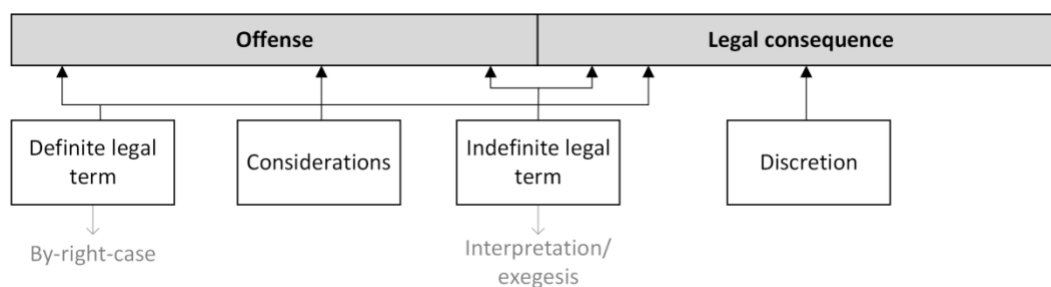 Offense
Legal consequence
Definite legal
term
Considerations
Indefinite legal
term
Discretion
By-right-case
Interpretation/
exegesis